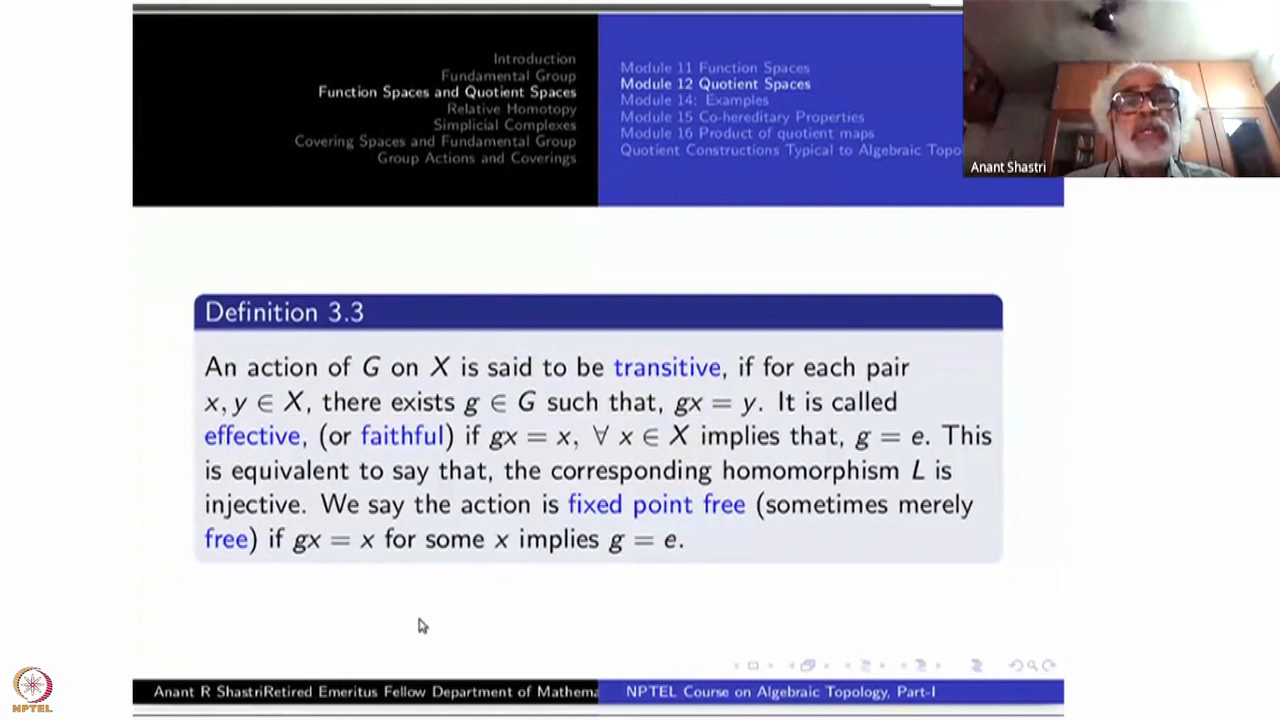 Introduction
Fundamental Group
Function Spaces and Quotient Spaces
Relative Homotopy
Simplicial Complexes
Covering Spaces and Fundamental Group
Group Actions and Coverings
Module 11 Function Spaces
Module 12 Quotient Spaces
Module 14: Examples
Module 15 Co-hereditary Properties
Module 16 Product of quotient maps
Quotient Constructions Typical to Algebraic Topo
Anant Shastri
Definition 3.3
An action of G on X is said to be transitive, if for each pair
x, y ∈ X, there exists g ∈ G such that, gx = y. It is called
effective, (or faithful) if gx = x, ∀ x ∈ X implies that, g = e. This
is equivalent to say that, the corresponding homomorphism L is
injective. We say the action is fixed point free (sometimes merely
free) if gx = x for some x implies g = e.
Anant R ShastriRetired Emeritus Fellow Department of Mathema
NPTEL Course on Algebraic Topology, Part-I
NPTEL